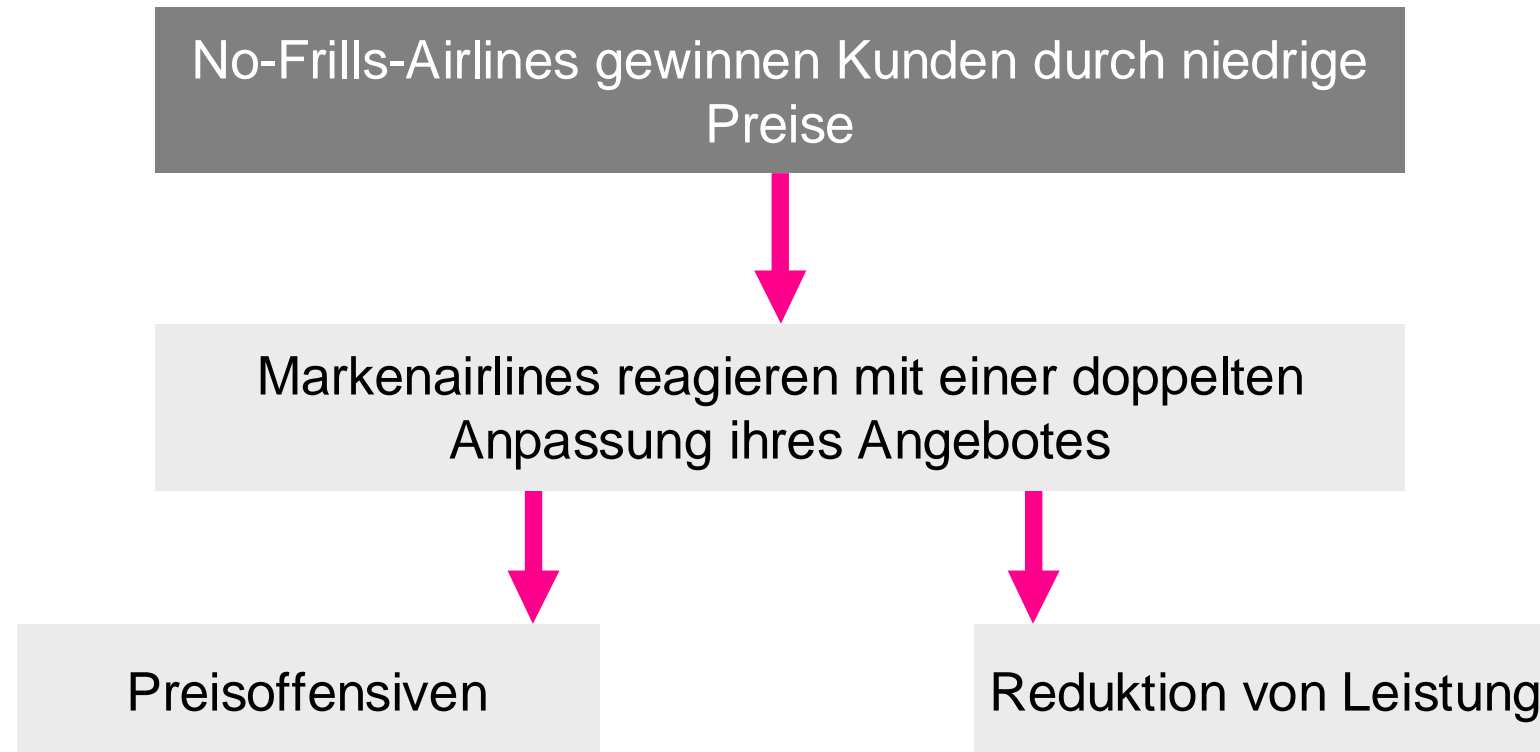 No-Frills-Airlines gewinnen Kunden durch niedrige
Preise
Markenairlines reagieren mit einer doppelten
Anpassung ihres Angebotes
Preisoffensiven
Reduktion von Leistung